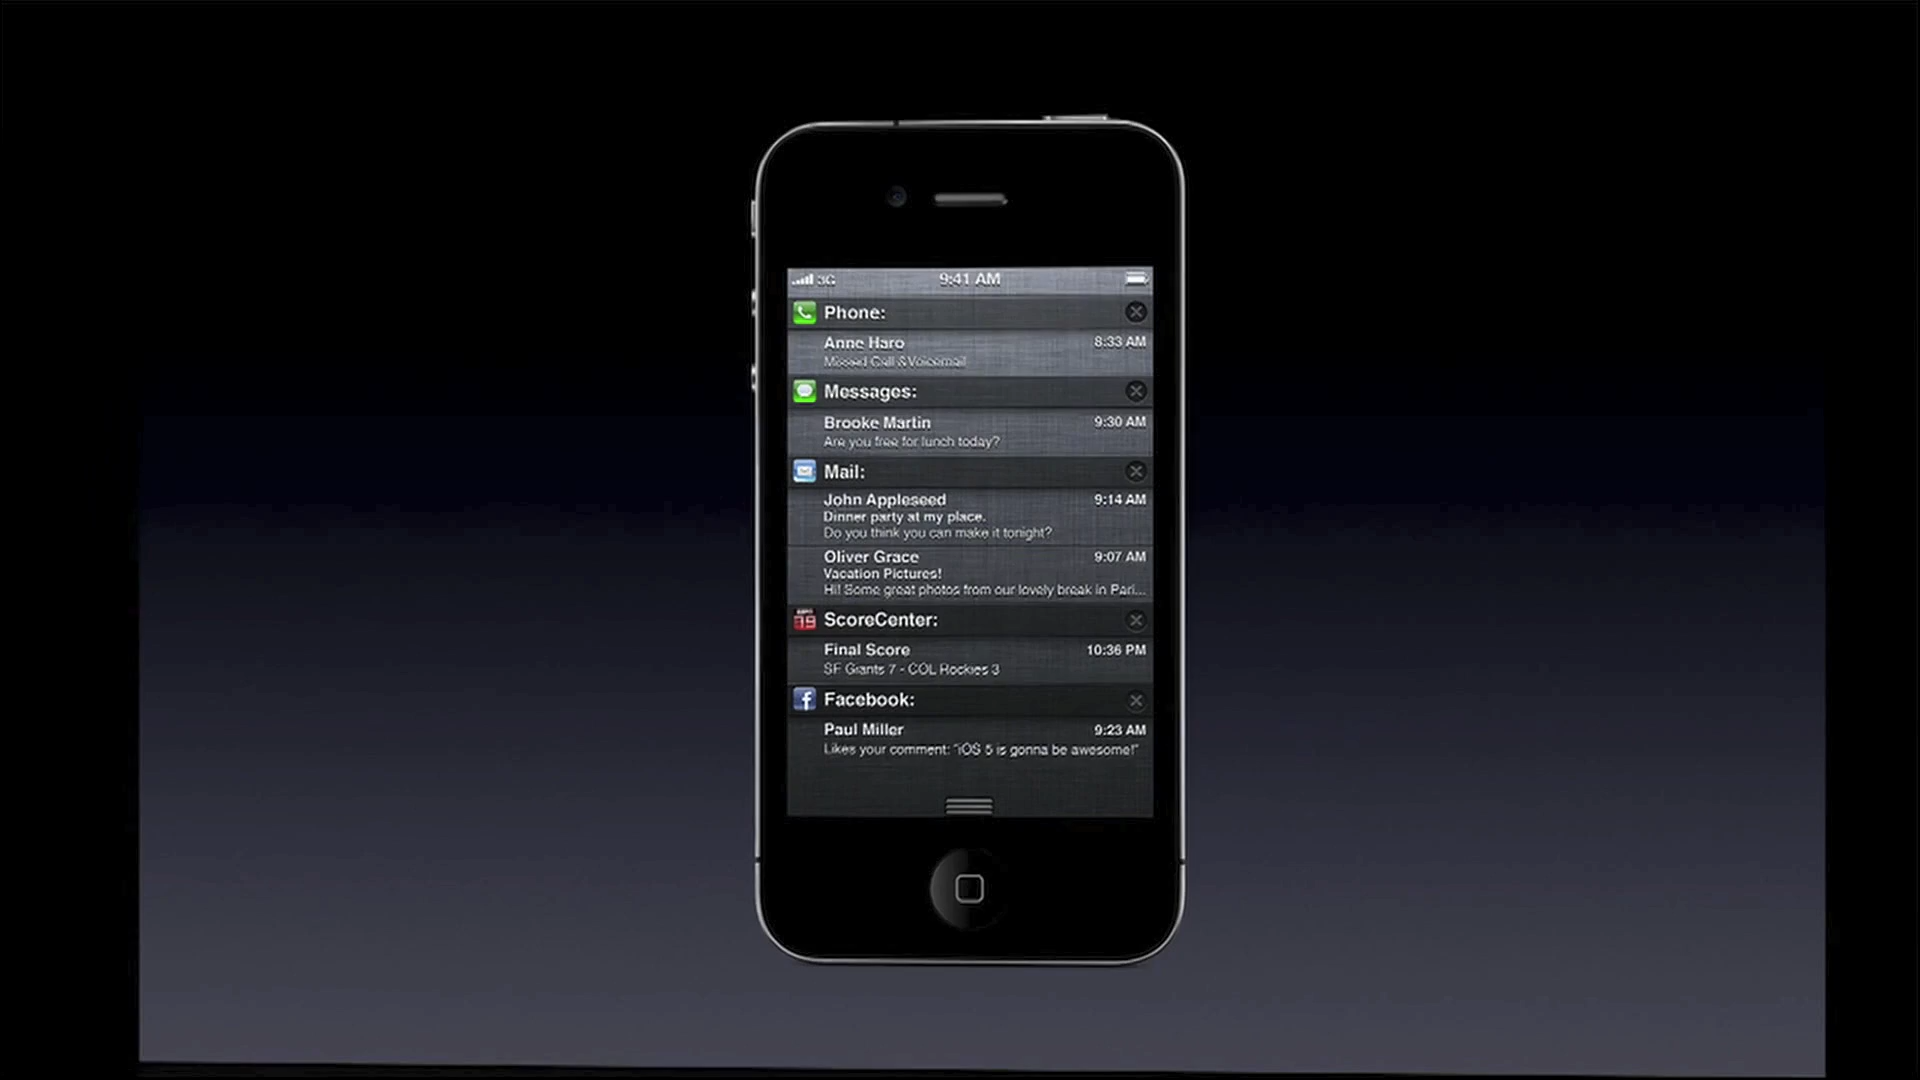 3G 9:41 AM
Phone:
Anne Haro 8:33 AM
Missed Call & Voicemail
Messages:
Brooke Martin 9:30 AM
Are you free for lunch today?
Mail:
John Appleseed 9:14 AM
Dinner party at my place.
Do you think you can make it tonight?
Oliver Grace 9:07 AM
Vacation Pictures!
Hi! Some great photos from our lovely break in Pari...
19 ScoreCenter:
Final Score 10:36 PM
SF Giants 7 - COL Rockies 3
f Facebook:
Paul Miller 9:23 AM
Likes your comment: "iOS 5 is gonna be awesome!"